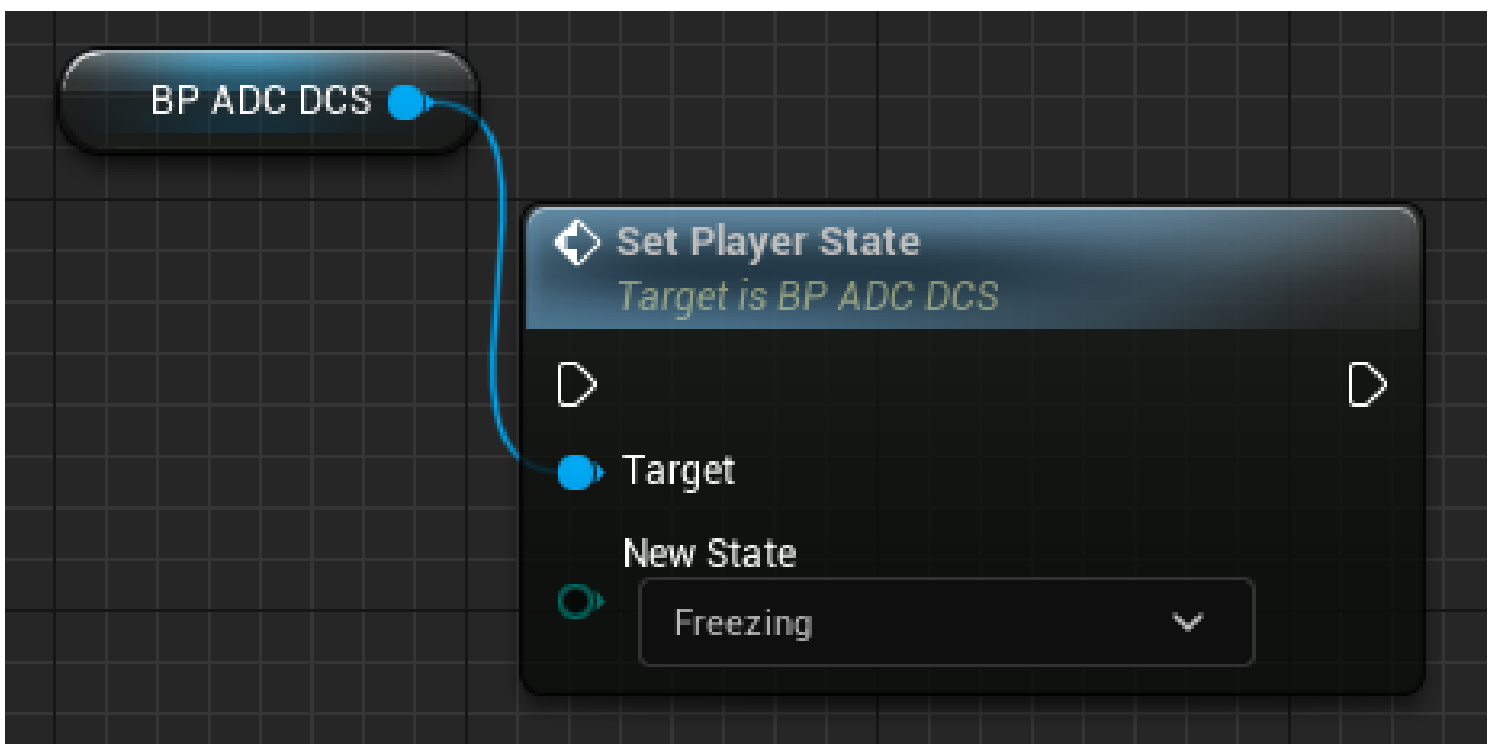 BP ADC DCS
Set Player State
Target is BP ADC DCS
Target
New State
Freezing